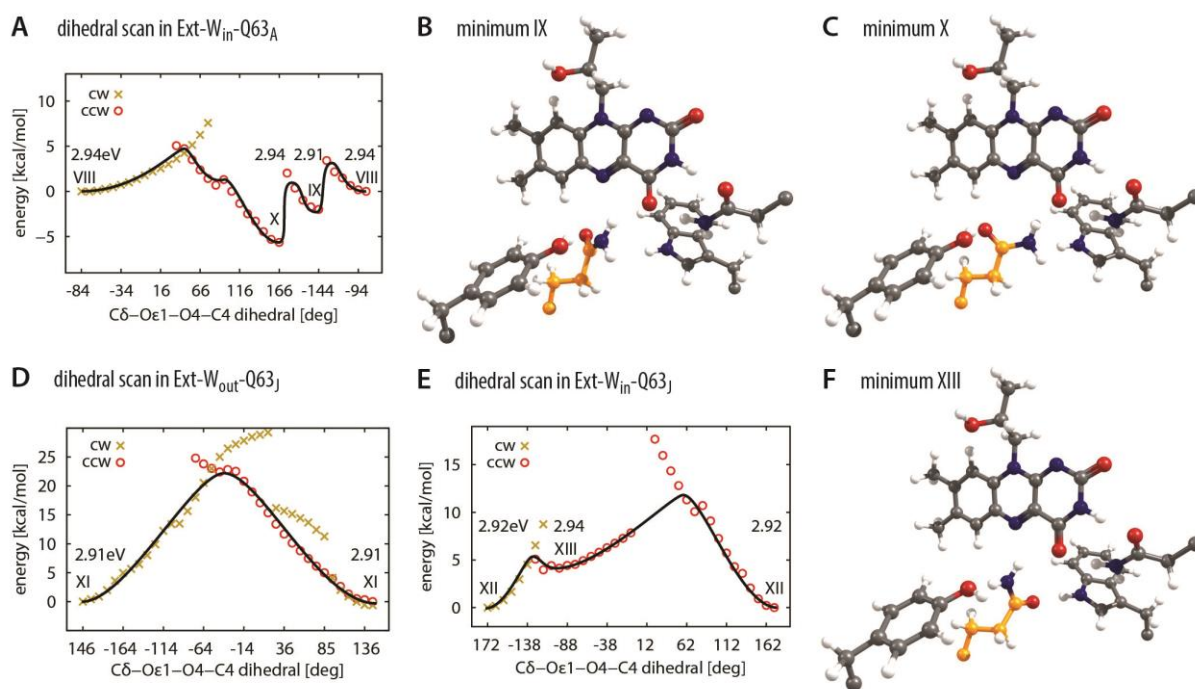 A dihedral scan in Ext-Win-Q63A
B minimum IX
C minimum X
energy [kcal/mol]
10
5
0
−5
cw
ccw
2.94eV
VIII
2.94
X
2.91
IX
2.94
VIII
-84 -34 16 66 116 166 -144 -94
Cδ–Oε1–O4–C4 dihedral [deg]
D dihedral scan in Ext-Wout-Q63J
energy [kcal/mol]
25
20
15
10
5
0
cw
ccw
2.91eV
XI
2.91
XI
146 -164 -114 -64 -14 36 85 136
Cδ–Oε1–O4–C4 dihedral [deg]
E dihedral scan in Ext-Win-Q63J
energy [kcal/mol]
15
10
5
0
cw
ccw
2.92eV
XII
2.94
XIII
2.92
XII
172 -138 -88 -38 12 62 112 162
Cδ–Oε1–O4–C4 dihedral [deg]
F minimum XIII